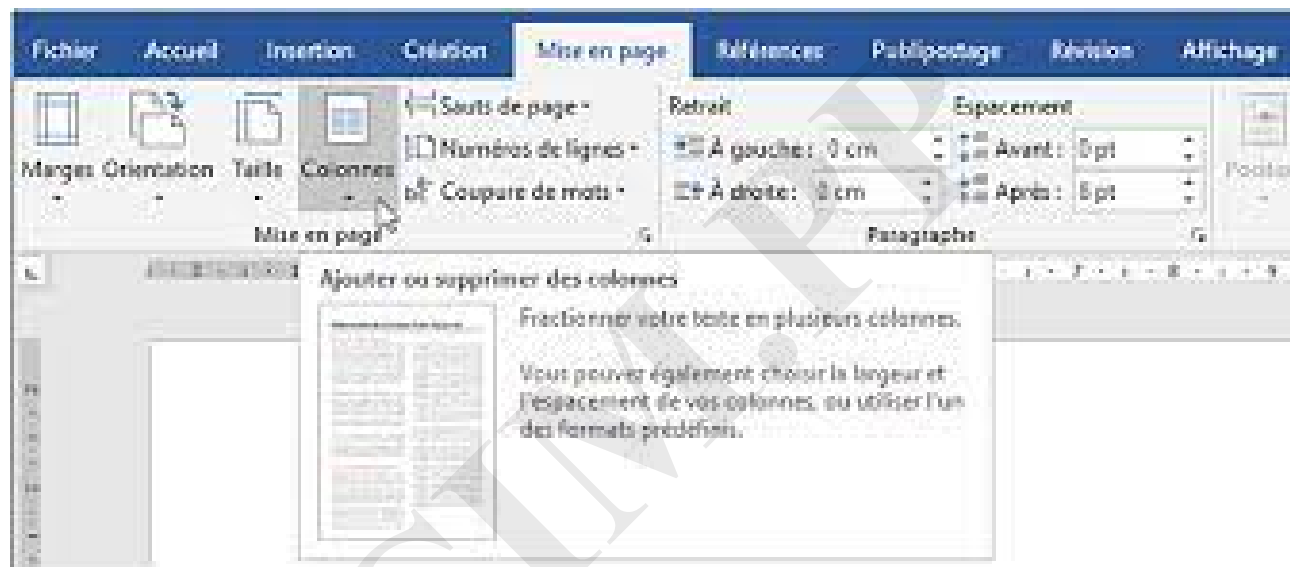 Fichier Accueil Insertion Création Mise en page Références Publipostage Révision Affichage
Marges Orientation Taille Colonnes
Sauts de page
Numéros de lignes
Coupure de mots
Mise en page
Retrait
À gauche : 0 cm
À droite : 0 cm
Espacement
Avant : 0 pt
Après : 8 pt
Paragraphe
Ajouter ou supprimer des colonnes
Fractionner votre texte en plusieurs colonnes.
Vous pouvez également choisir la largeur et
l'espacement de vos colonnes, ou utiliser l'un
des formats prédéfinis.